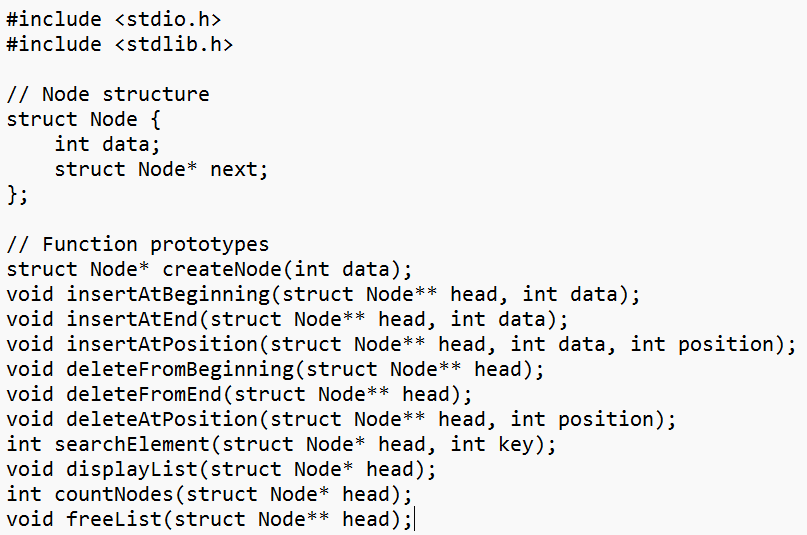 #include <stdio.h>
#include <stdlib.h>

// Node structure
struct Node {
    int data;
    struct Node* next;
};

// Function prototypes
struct Node* createNode(int data);
void insertAtBeginning(struct Node** head, int data);
void insertAtEnd(struct Node** head, int data);
void insertAtPosition(struct Node** head, int data, int position);
void deleteFromBeginning(struct Node** head);
void deleteFromEnd(struct Node** head);
void deleteAtPosition(struct Node** head, int position);
int searchElement(struct Node* head, int key);
void displayList(struct Node* head);
int countNodes(struct Node* head);
void freeList(struct Node** head);